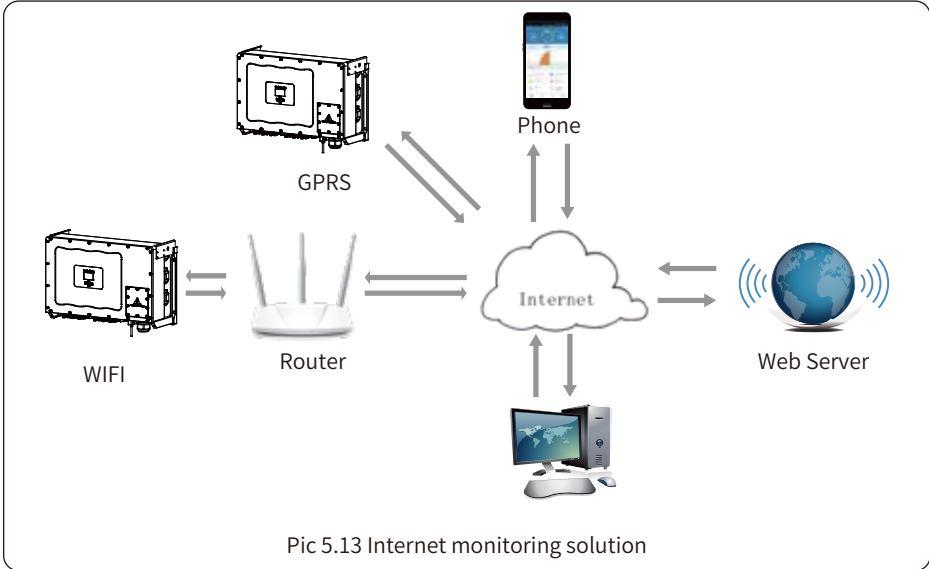 Phone
GPRS
Internet
WIFI
Router
Web Server
Pic 5.13 Internet monitoring solution